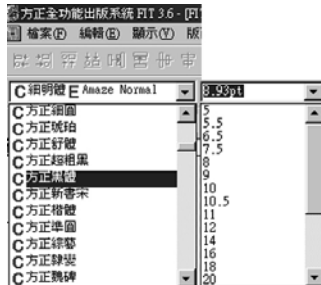 方正全功能出版系統 FIT 3.6 - [FI
檔案(F) 編輯(E) 顯示(V) 版
C 細明體 E Amaze Normal 8.93pt
C 方正細圓
C 方正琥珀
C 方正舒體
C 方正超粗黑
C 方正黑體
C 方正新書宋
C 方正楷體
C 方正準圓
C 方正綜藝
C 方正隸變
C 方正魏碑
5
5.5
6.5
7.5
8
9
10
10.5
11
12
14
16
18
20